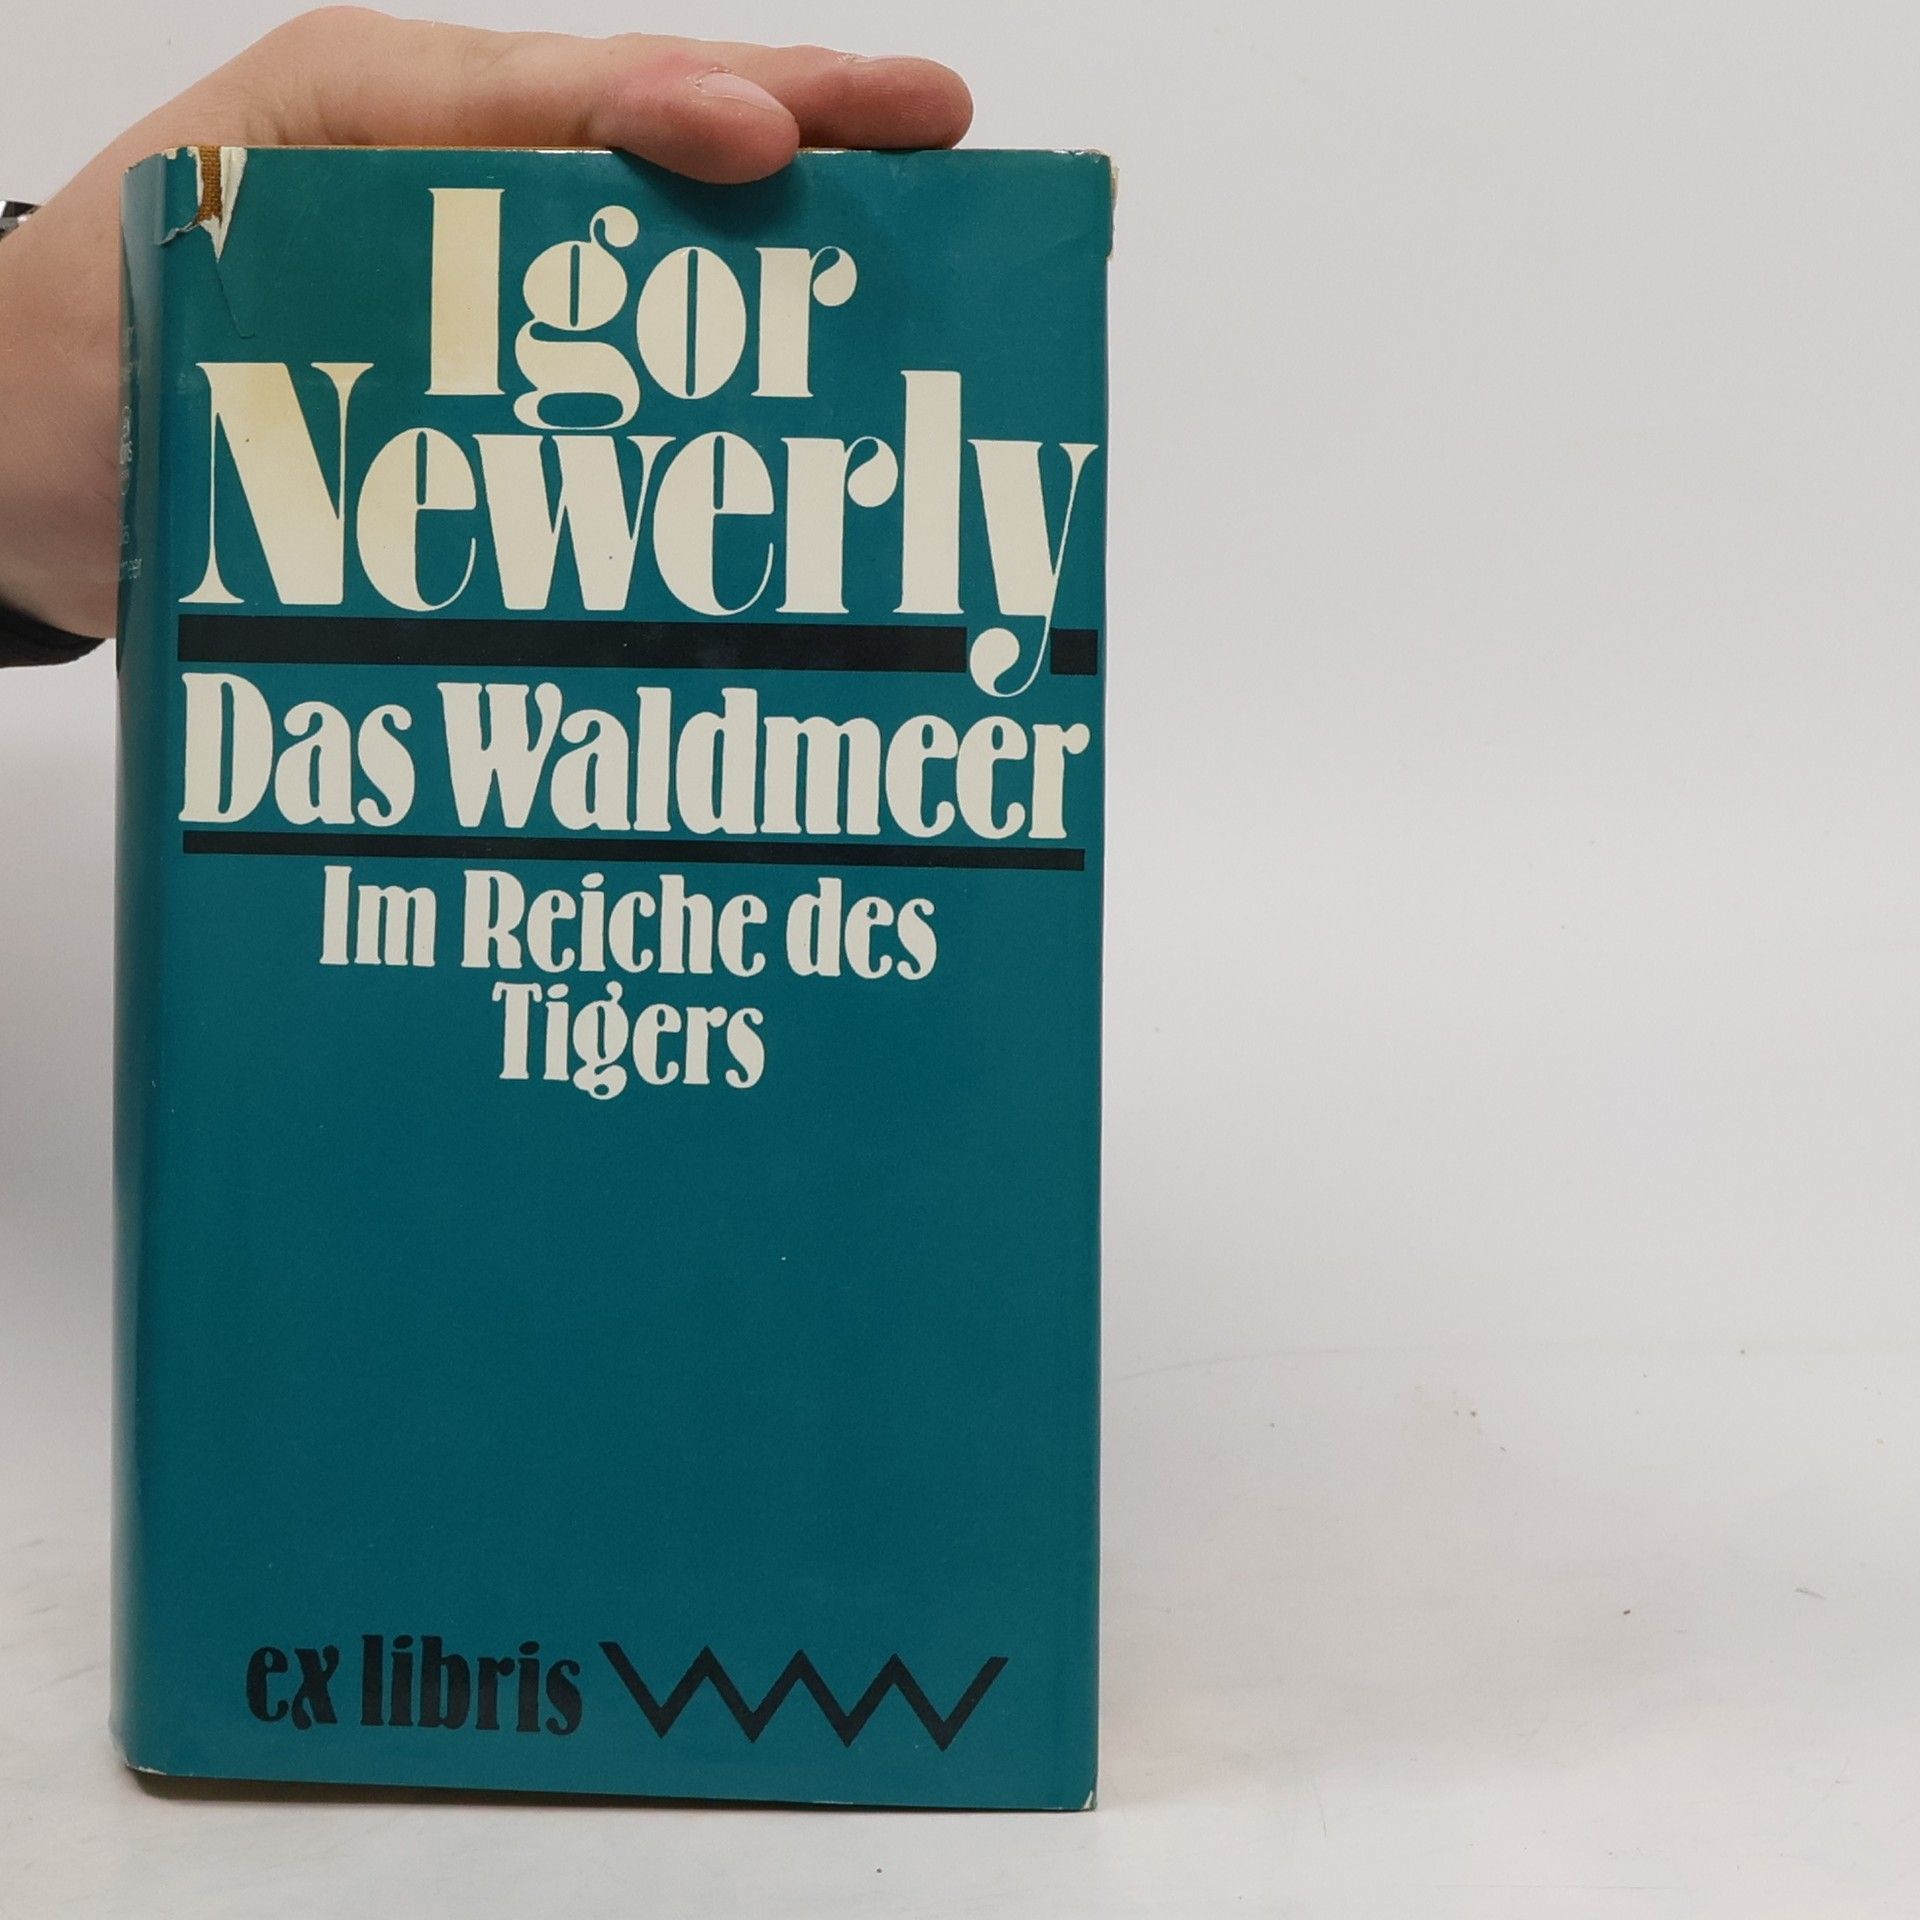 Igor
Newerly
Das Waldmeer
Im Reiche des
Tigers
ex libris